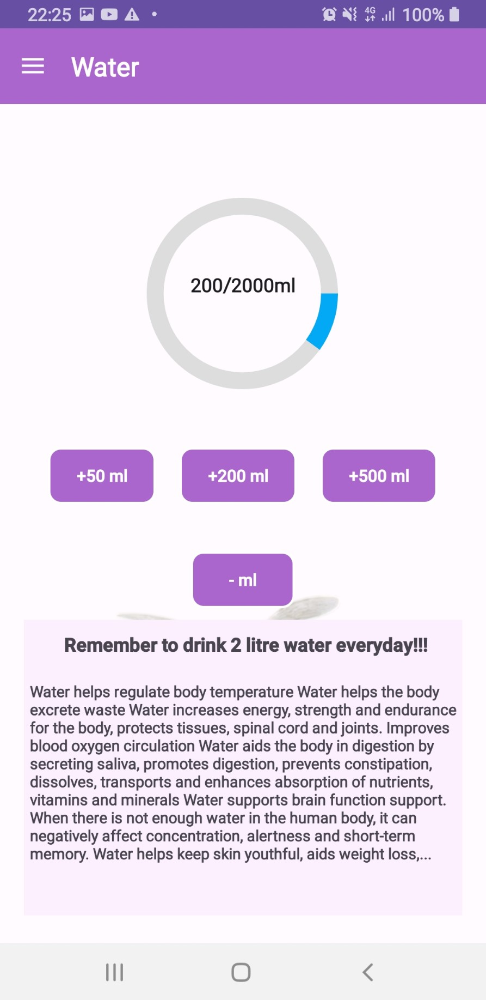 22:25
4G
100%
Water
200/2000ml
+50 ml
+200 ml
+500 ml
- ml
Remember to drink 2 litre water everyday!!!
Water helps regulate body temperature Water helps the body
excrete waste Water increases energy, strength and endurance
for the body, protects tissues, spinal cord and joints. Improves
blood oxygen circulation Water aids the body in digestion by
secreting saliva, promotes digestion, prevents constipation,
dissolves, transports and enhances absorption of nutrients,
vitamins and minerals Water supports brain function support.
When there is not enough water in the human body, it can
negatively affect concentration, alertness and short-term
memory. Water helps keep skin youthful, aids weight loss,...